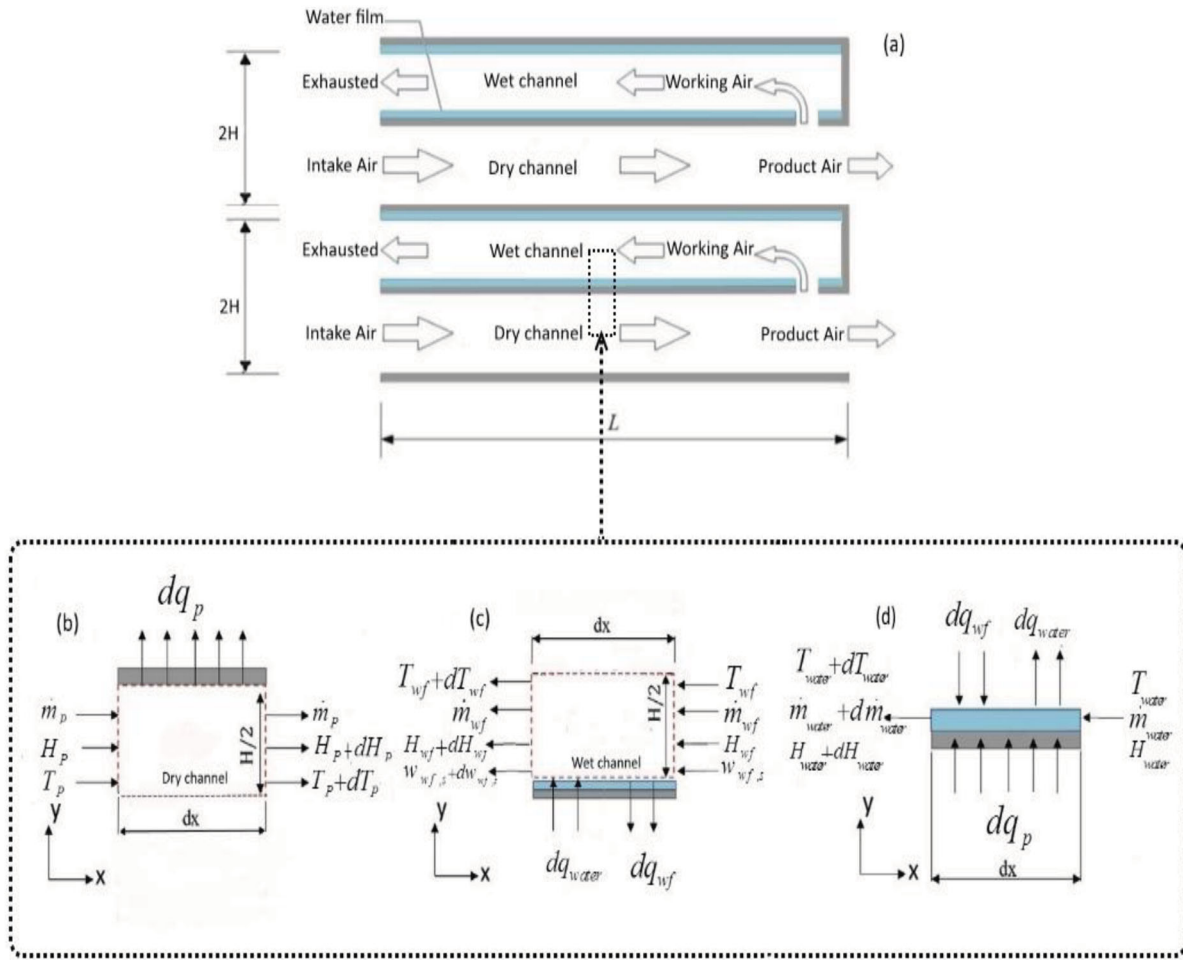 Water film
(a)
Exhausted
Wet channel
Working Air
2H
Intake Air
Dry channel
Product Air
Exhausted
Wet channel
Working Air
2H
Intake Air
Dry channel
Product Air
L
(b)
dq_p
ṁ_p
H_p
T_p
H/2
Dry channel
dx
ṁ_p
H_p+dH_p
T_p+dT_p
y
x
(c)
dx
T_wf+dT_wf
ṁ_wf
H_wf+dH_wf
w_wf,s+dw_wf,s
H/2
Wet channel
T_wf
ṁ_wf
H_wf
w_wf,s
y
x
dq_water
dq_wf
(d)
dq_wf
dq_water
T_water+dT_water
ṁ_water+dṁ_water
H_water+dH_water
T_water
ṁ_water
H_water
y
x
dq_p
dx